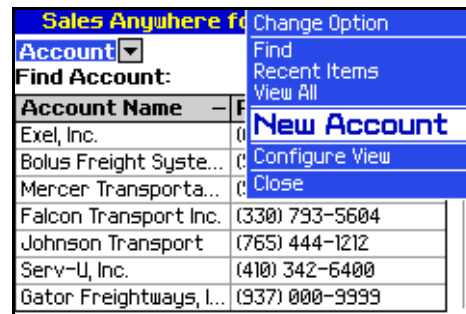 Sales Anywhere fo
Change Option
Account
Find
Find Account:
Recent Items
View All
Account Name –
New Account
Exel, Inc.
Bolus Freight Syste...
Configure View
Mercer Transporta...
Close
Falcon Transport Inc. (330) 793-5604
Johnson Transport (765) 444-1212
Serv-U, Inc. (410) 342-6400
Gator Freightways, I... (937) 000-9999